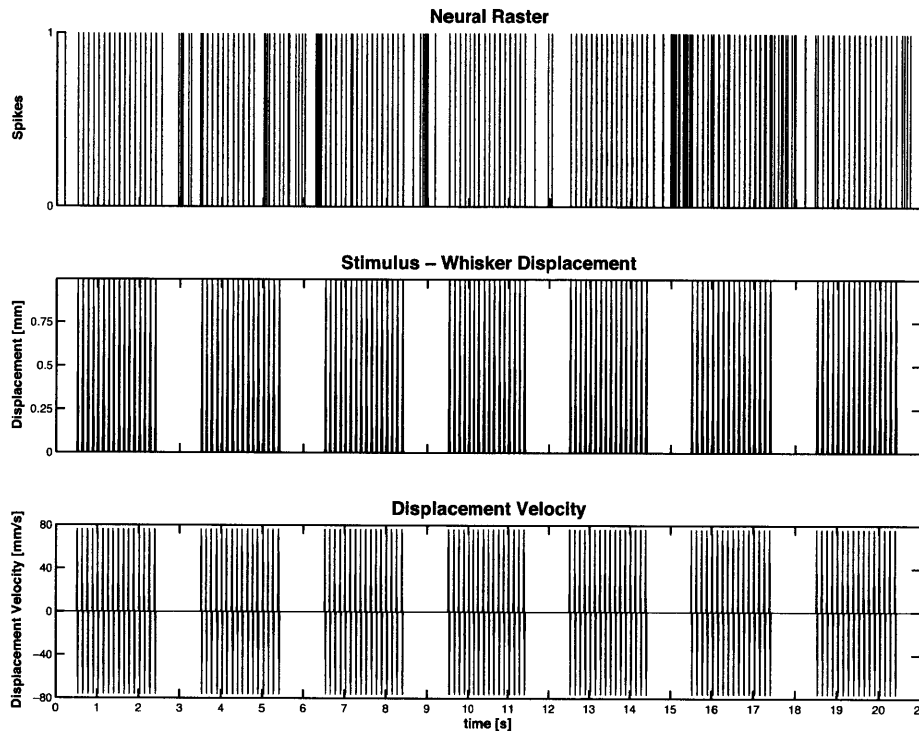 Neural Raster
1
0
Spikes
Stimulus – Whisker Displacement
0.75
0.5
0.25
0
Displacement [mm]
Displacement Velocity
80
40
0
−40
−80
Displacement Velocity [mm/s]
0 1 2 3 4 5 6 7 8 9 10 11 12 13 14 15 16 17 18 19 20 2
time [s]